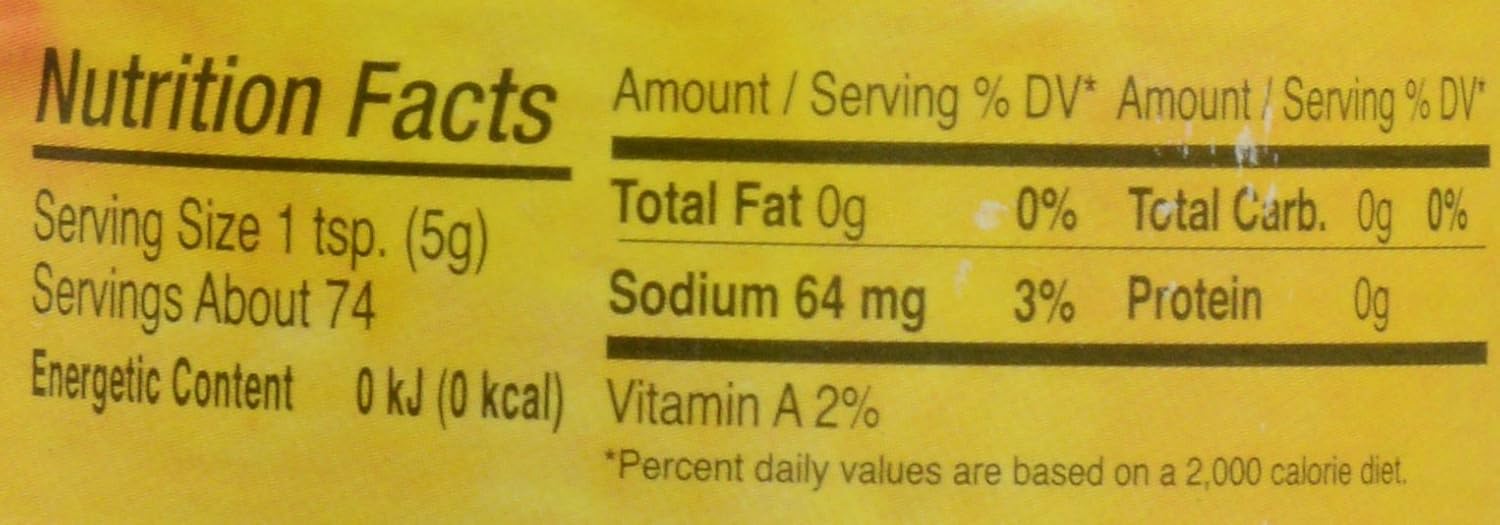 Nutrition Facts
Serving Size 1 tsp. (5g)
Servings About 74
Energetic Content 0 kJ (0 kcal)
Amount / Serving % DV* Amount / Serving % DV*
Total Fat 0g 0% Total Carb. 0g 0%
Sodium 64 mg 3% Protein 0g
Vitamin A 2%
*Percent daily values are based on a 2,000 calorie diet.